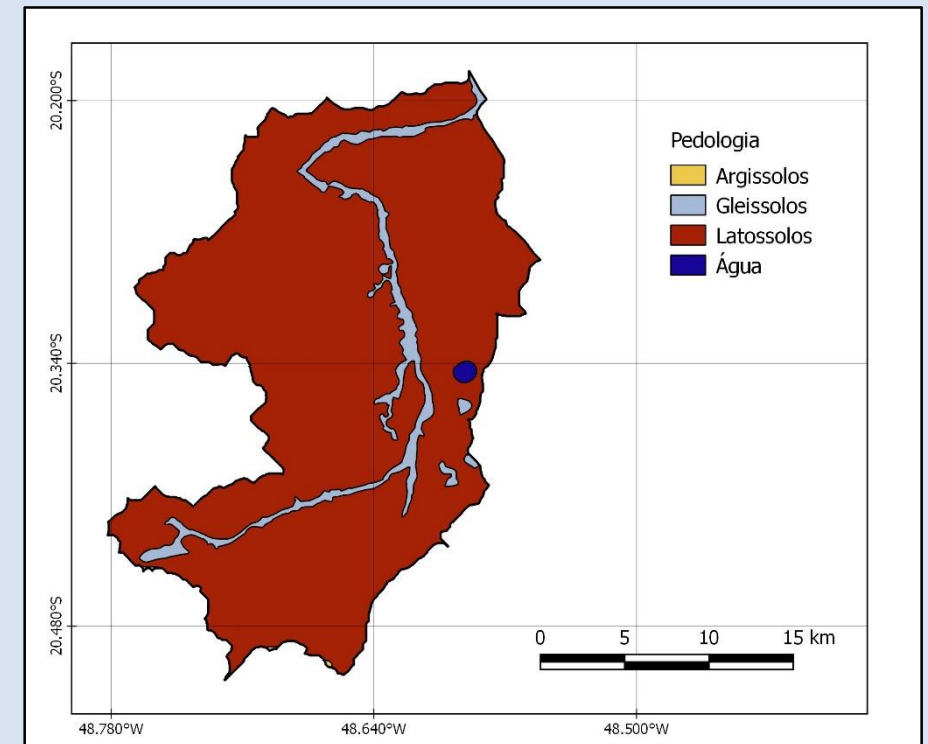 20.200°S
20.340°S
20.480°S
Pedologia
Argissolos
Gleissolos
Latossolos
Água
0 5 10 15 km
48.780°W 48.640°W 48.500°W